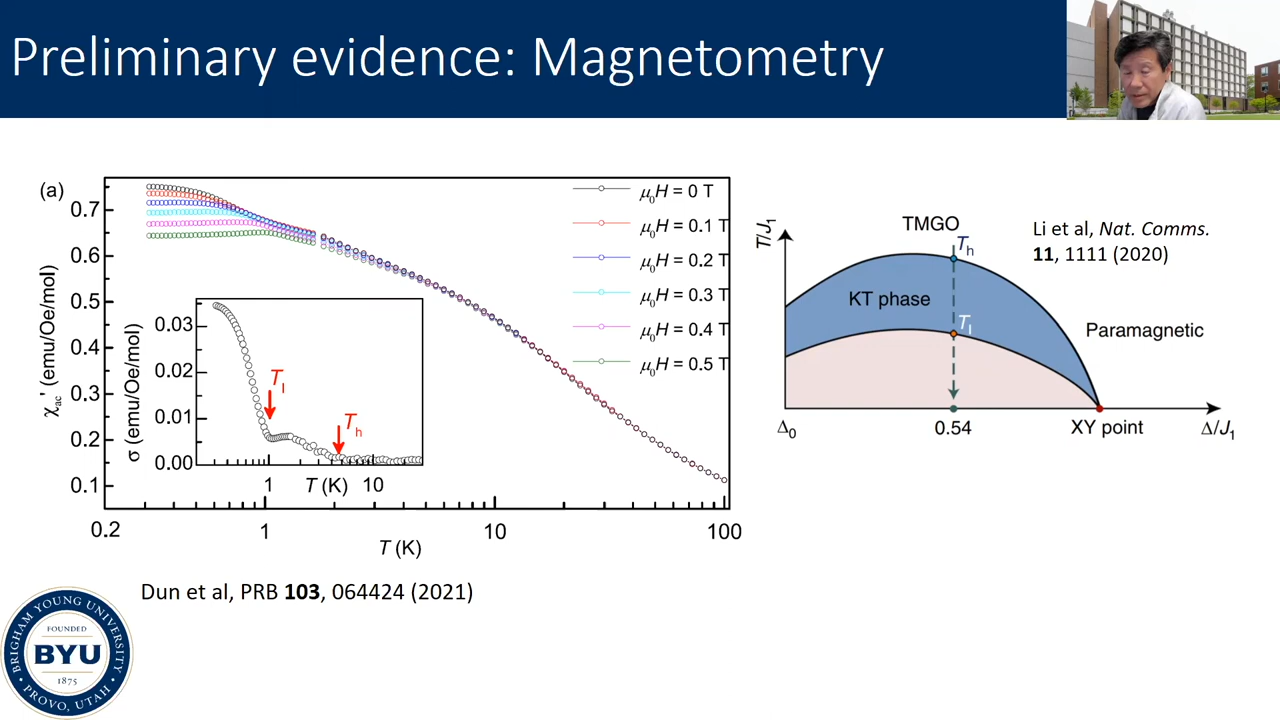 Preliminary evidence: Magnetometry
(a)
χac' (emu/Oe/mol)
0.7
0.6
0.5
0.4
0.3
0.2
0.1
0.2
1
10
100
T (K)
μ0H = 0 T
μ0H = 0.1 T
μ0H = 0.2 T
μ0H = 0.3 T
μ0H = 0.4 T
μ0H = 0.5 T
σ (emu/Oe/mol)
0.03
0.02
0.01
0.00
Tl
Th
1
T (K)
10
Dun et al, PRB 103, 064424 (2021)
T/J1
TMGO
Th
KT phase
Tl
Paramagnetic
Δ0
0.54
XY point
Δ/J1
Li et al, Nat. Comms.
11, 1111 (2020)
BRIGHAM YOUNG UNIVERSITY
FOUNDED
BYU
1875
PROVO, UTAH